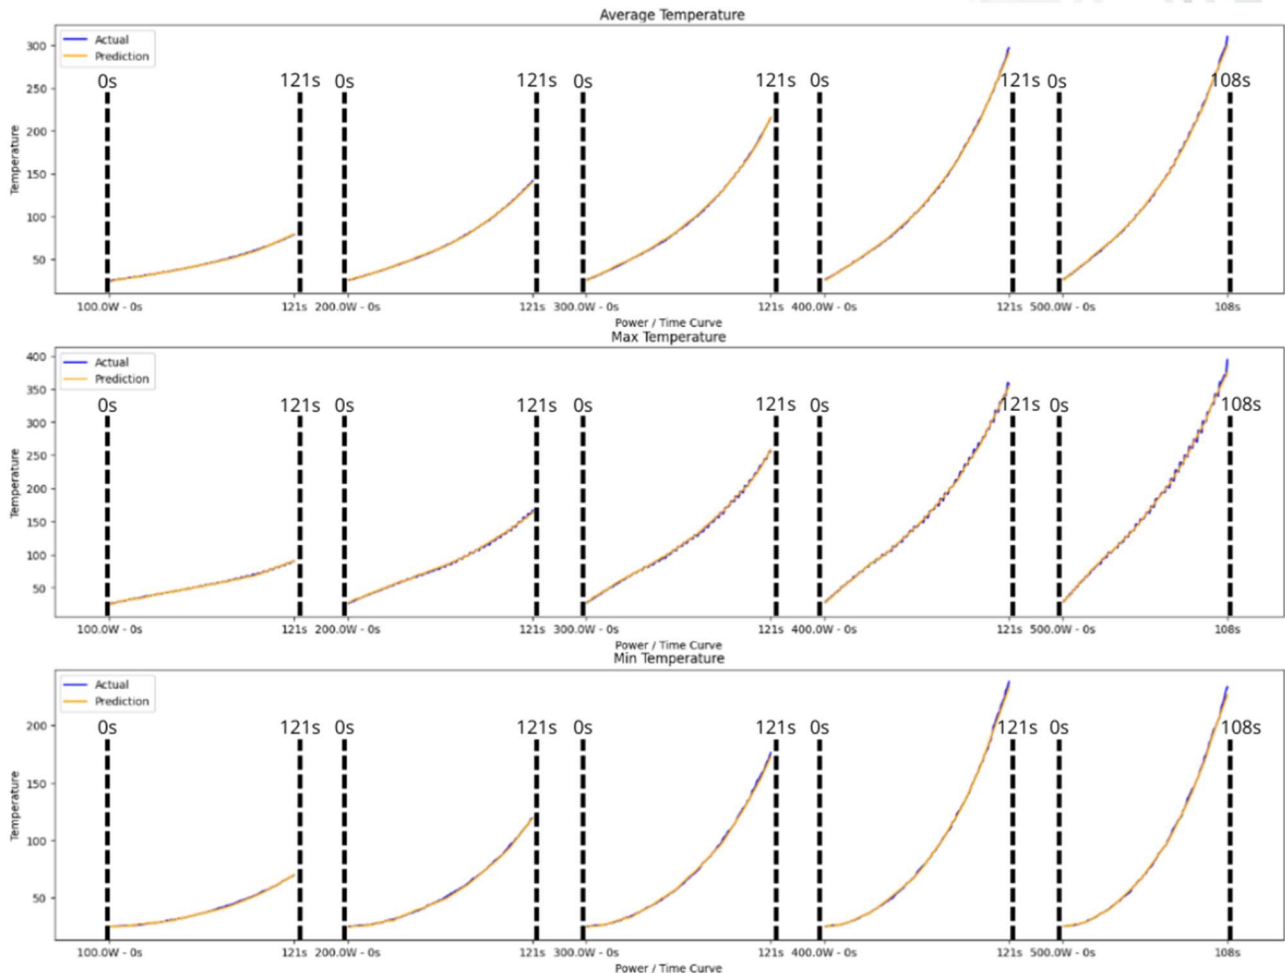 Average Temperature
Actual
Prediction
0s 121s 0s 121s 0s 121s 0s 121s 0s 108s
300
250
200
150
100
50
Temperature
100.0W - 0s 121s 200.0W - 0s 121s 300.0W - 0s 121s 400.0W - 0s 121s 500.0W - 0s 108s
Power / Time Curve
Max Temperature
Actual
Prediction
0s 121s 0s 121s 0s 121s 0s 121s 0s 108s
400
350
300
250
200
150
100
50
Temperature
100.0W - 0s 121s 200.0W - 0s 121s 300.0W - 0s 121s 400.0W - 0s 121s 500.0W - 0s 108s
Power / Time Curve
Min Temperature
Actual
Prediction
0s 121s 0s 121s 0s 121s 0s 121s 0s 108s
200
150
100
50
Temperature
100.0W - 0s 121s 200.0W - 0s 121s 300.0W - 0s 121s 400.0W - 0s 121s 500.0W - 0s 108s
Power / Time Curve